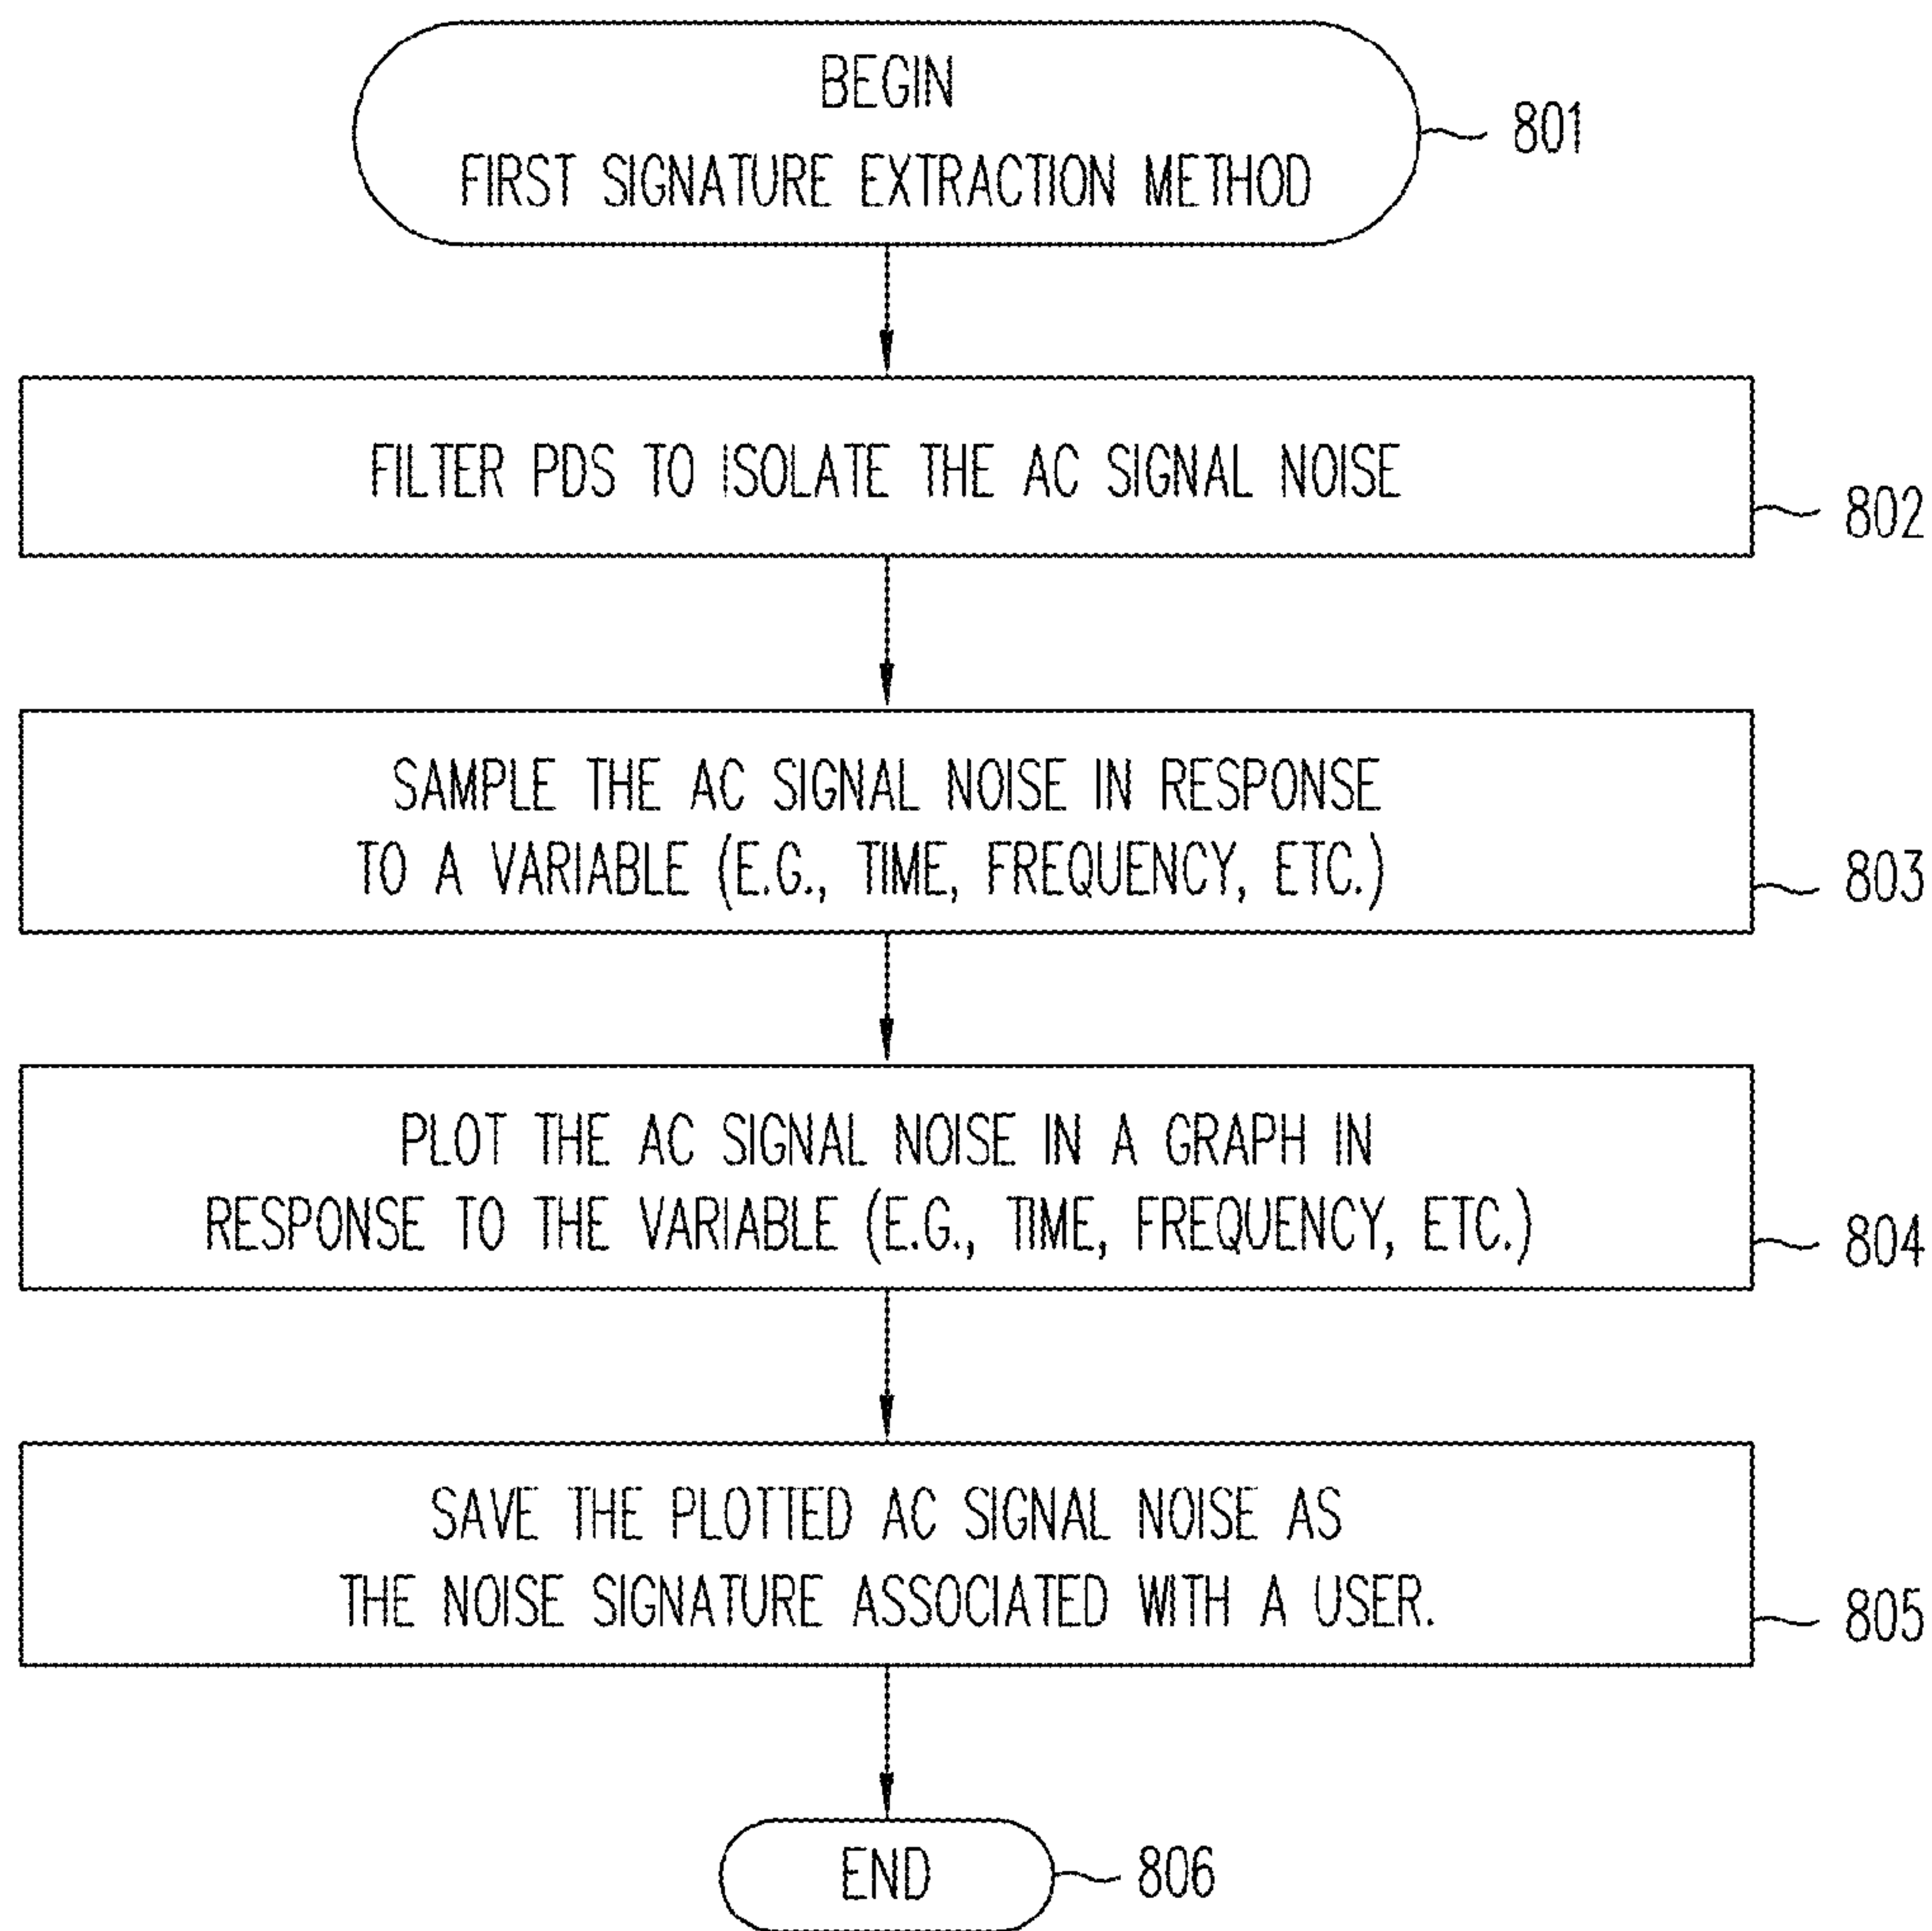 BEGIN
FIRST SIGNATURE EXTRACTION METHOD
801
FILTER PDS TO ISOLATE THE AC SIGNAL NOISE
802
SAMPLE THE AC SIGNAL NOISE IN RESPONSE
TO A VARIABLE (E.G., TIME, FREQUENCY, ETC.)
803
PLOT THE AC SIGNAL NOISE IN A GRAPH IN
RESPONSE TO THE VARIABLE (E.G., TIME, FREQUENCY, ETC.)
804
SAVE THE PLOTTED AC SIGNAL NOISE AS
THE NOISE SIGNATURE ASSOCIATED WITH A USER.
805
END
806